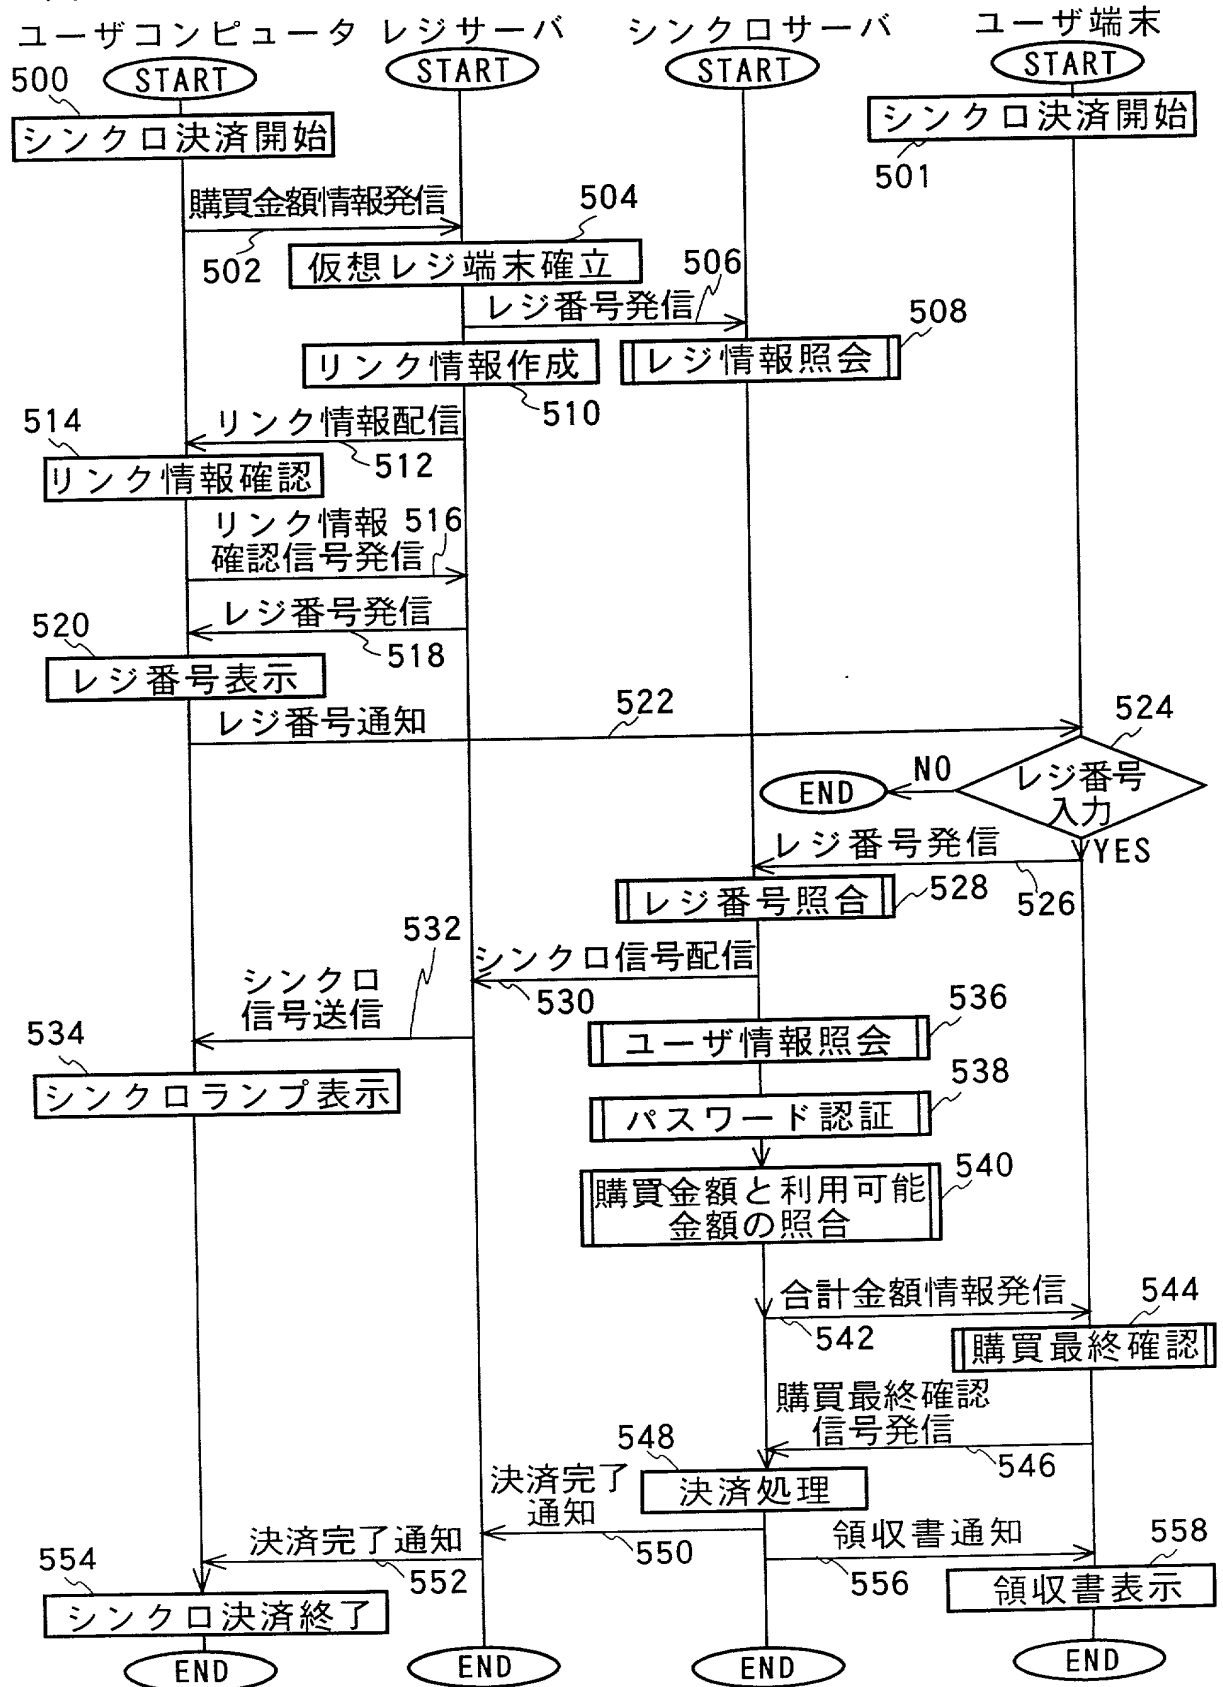 ユーザコンピュータ レジサーバ シンクロサーバ ユーザ端末
START START START START
500
シンクロ決済開始 シンクロ決済開始
501
購買金額情報発信
502
504
仮想レジ端末確立
506
レジ番号発信
508
リンク情報作成 レジ情報照会
510
514
リンク情報配信
512
リンク情報確認
リンク情報 516
確認信号発信
520
レジ番号発信
518
レジ番号表示
レジ番号通知
522
524
レジ番号
入力
NO
END
YES
レジ番号発信
526
レジ番号照合
528
532
シンクロ信号配信
530
シンクロ
信号送信
534
シンクロランプ表示
536
ユーザ情報照会
538
パスワード認証
540
購買金額と利用可能
金額の照合
合計金額情報発信
542
544
購買最終確認
購買最終確認
信号発信
546
548
決済処理
決済完了
通知
550
決済完了通知
552
領収書通知
556
558
554
シンクロ決済終了
領収書表示
END END END END